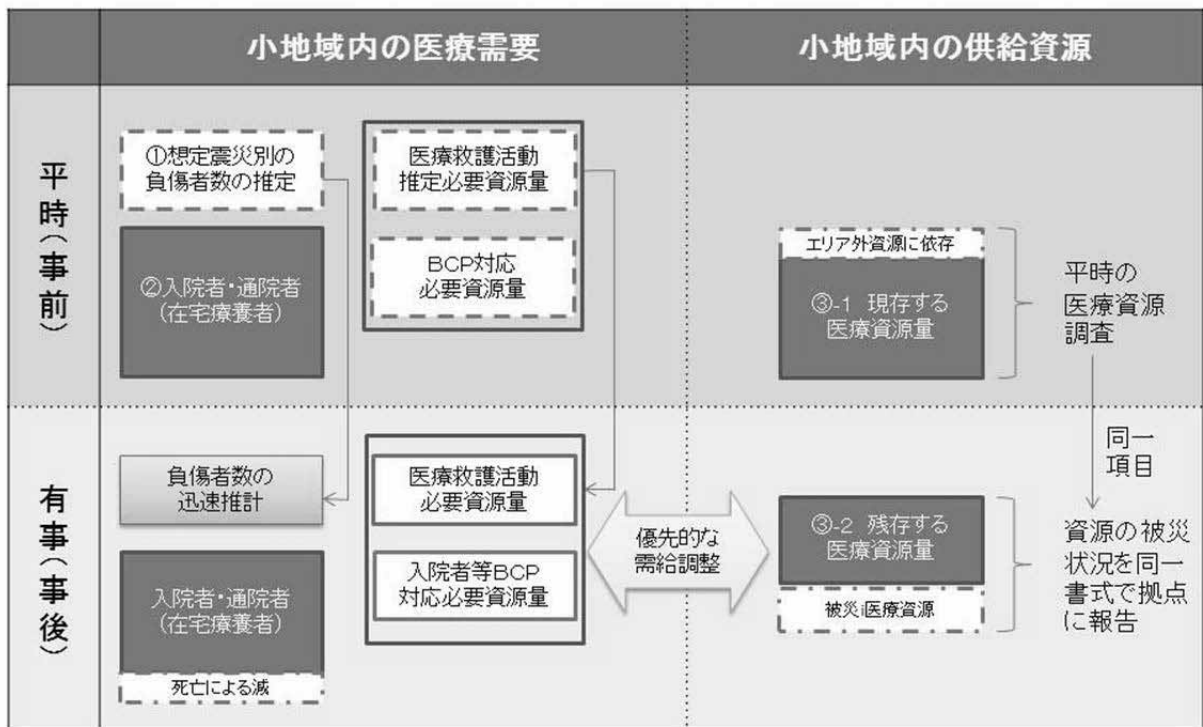 小地域内の医療需要
小地域内の供給資源
平時(事前)
①想定震災別の
負傷者数の推定
②入院者・通院者
(在宅療養者)
医療救護活動
推定必要資源量
BCP対応
必要資源量
エリア外資源に依存
③-1 現存する
医療資源量
平時の
医療資源
調査
同一
項目
有事(事後)
負傷者数の
迅速推計
入院者・通院者
(在宅療養者)
死亡による減
医療救護活動
必要資源量
入院者等BCP
対応必要資源量
優先的な
需給調整
③-2 残存する
医療資源量
被災医療資源
資源の被災
状況を同一
書式で拠点
に報告